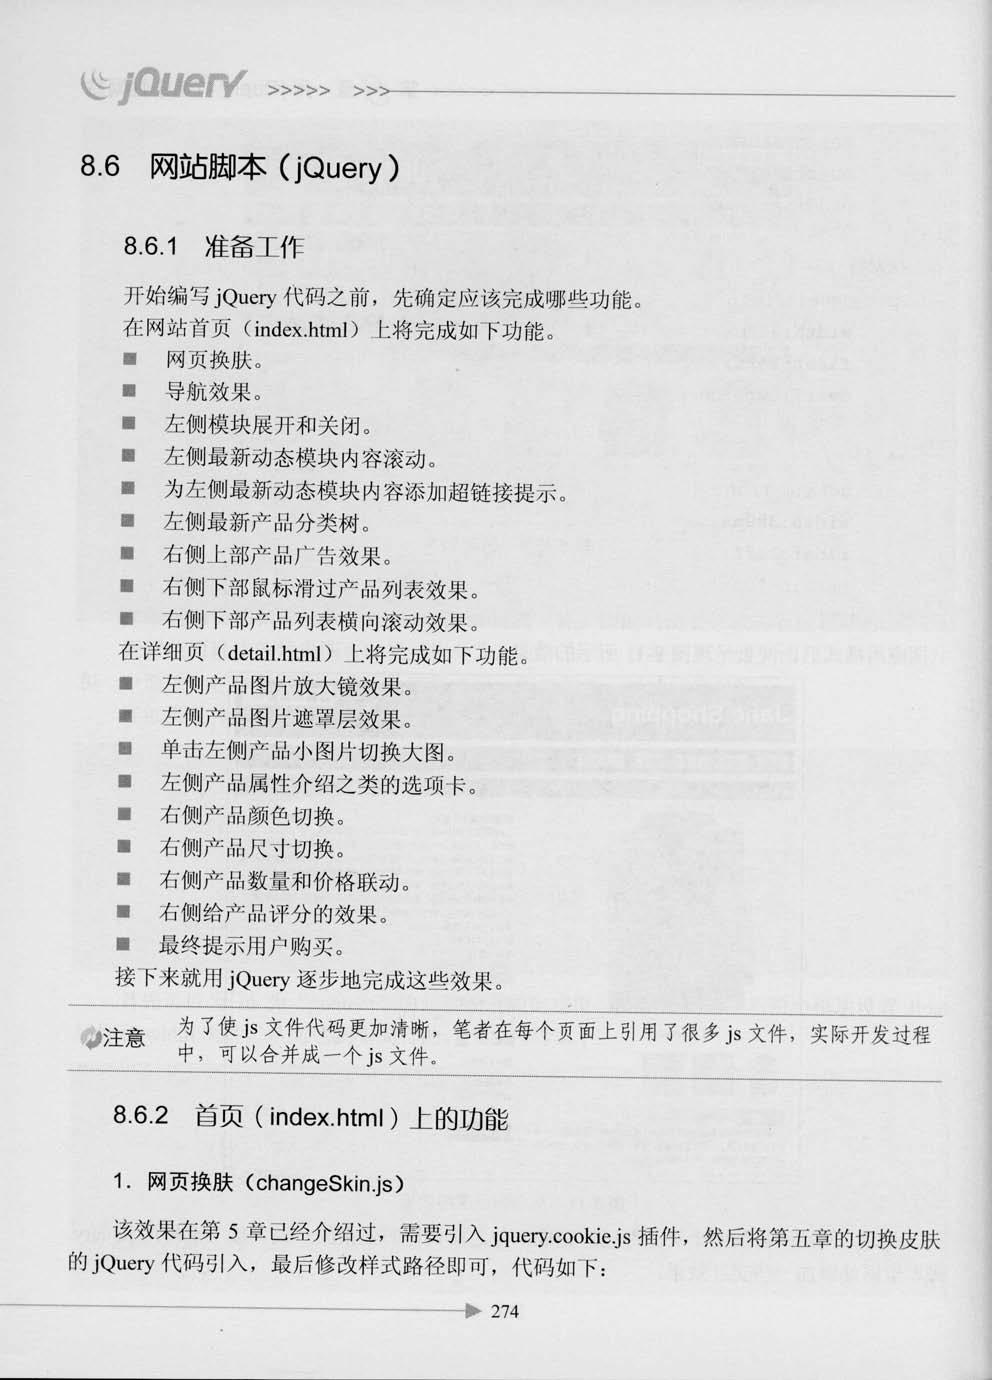 jQuery >>>>> >>>
8.6 网站脚本（jQuery）
8.6.1 准备工作
开始编写 jQuery 代码之前，先确定应该完成哪些功能。
在网站首页（index.html）上将完成如下功能。
■ 网页换肤。
■ 导航效果。
■ 左侧模块展开和关闭。
■ 左侧最新动态模块内容滚动。
■ 为左侧最新动态模块内容添加超链接提示。
■ 左侧最新产品分类树。
■ 右侧上部产品广告效果。
■ 右侧下部鼠标滑过产品列表效果。
■ 右侧下部产品列表横向滚动效果。
在详细页（detail.html）上将完成如下功能。
■ 左侧产品图片放大镜效果。
■ 左侧产品图片遮罩层效果。
■ 单击左侧产品小图片切换大图。
■ 左侧产品属性介绍之类的选项卡。
■ 右侧产品颜色切换。
■ 右侧产品尺寸切换。
■ 右侧产品数量和价格联动。
■ 右侧给产品评分的效果。
■ 最终提示用户购买。
接下来就用 jQuery 逐步地完成这些效果。
注意 为了使 js 文件代码更加清晰，笔者在每个页面上引用了很多 js 文件，实际开发过程
中，可以合并成一个 js 文件。
8.6.2 首页（index.html）上的功能
1. 网页换肤（changeSkin.js）
该效果在第 5 章已经介绍过，需要引入 jquery.cookie.js 插件，然后将第五章的切换皮肤
的 jQuery 代码引入，最后修改样式路径即可，代码如下：
274